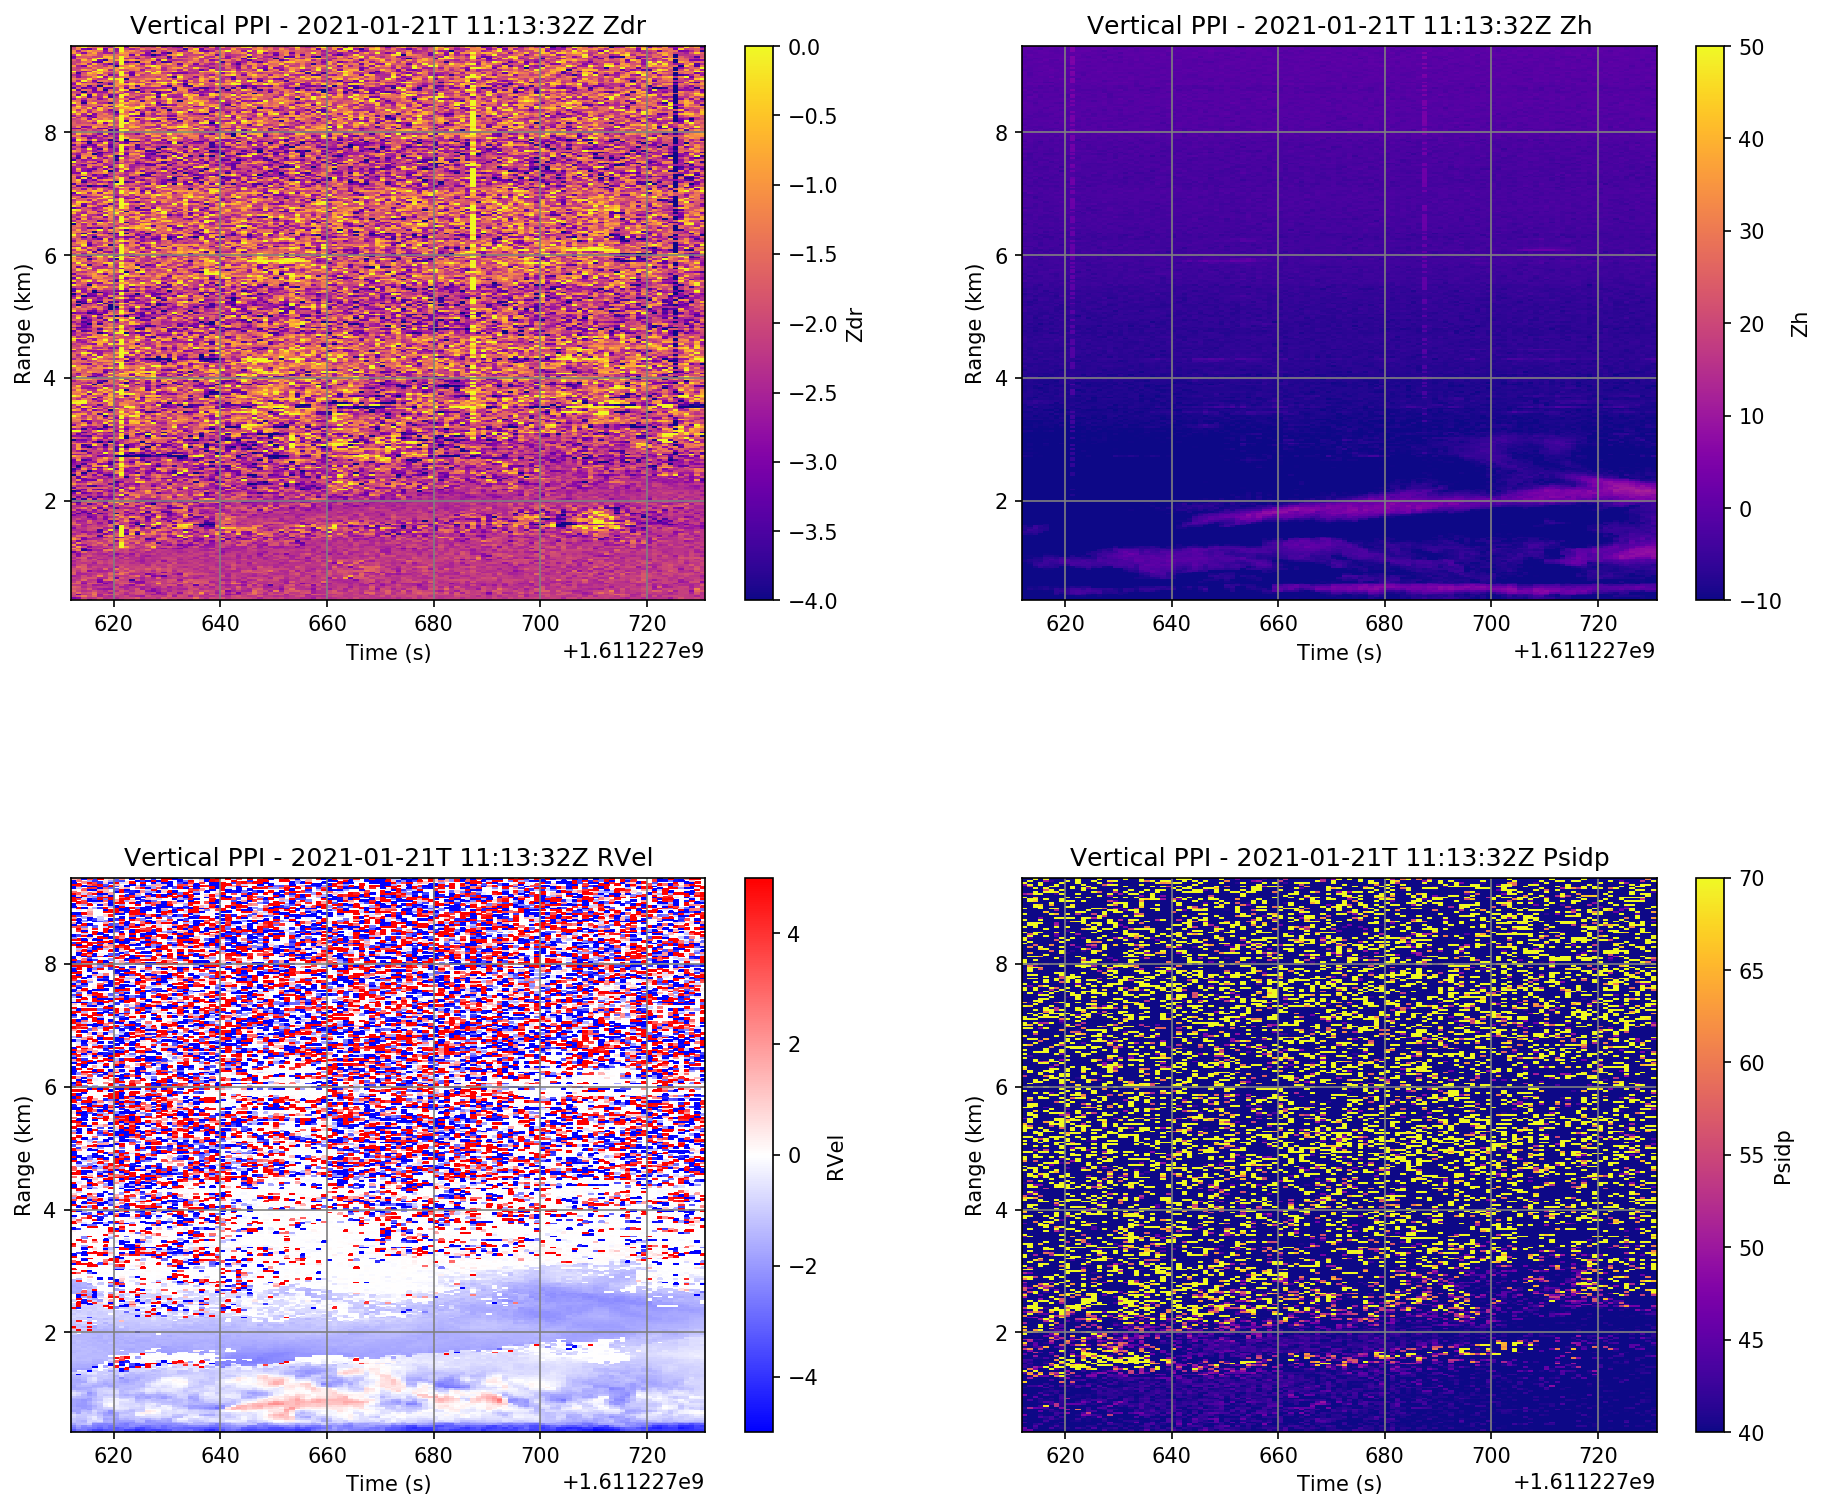 Vertical PPI - 2021-01-21T 11:13:32Z Zdr
Range (km)
8
6
4
2
620 640 660 680 700 720
Time (s)
+1.611227e9
0.0
−0.5
−1.0
−1.5
−2.0
−2.5
−3.0
−3.5
−4.0
Zdr
Vertical PPI - 2021-01-21T 11:13:32Z Zh
Range (km)
8
6
4
2
620 640 660 680 700 720
Time (s)
+1.611227e9
50
40
30
20
10
0
−10
Zh
Vertical PPI - 2021-01-21T 11:13:32Z RVel
Range (km)
8
6
4
2
620 640 660 680 700 720
Time (s)
+1.611227e9
4
2
0
−2
−4
RVel
Vertical PPI - 2021-01-21T 11:13:32Z Psidp
Range (km)
8
6
4
2
620 640 660 680 700 720
Time (s)
+1.611227e9
70
65
60
55
50
45
40
Psidp